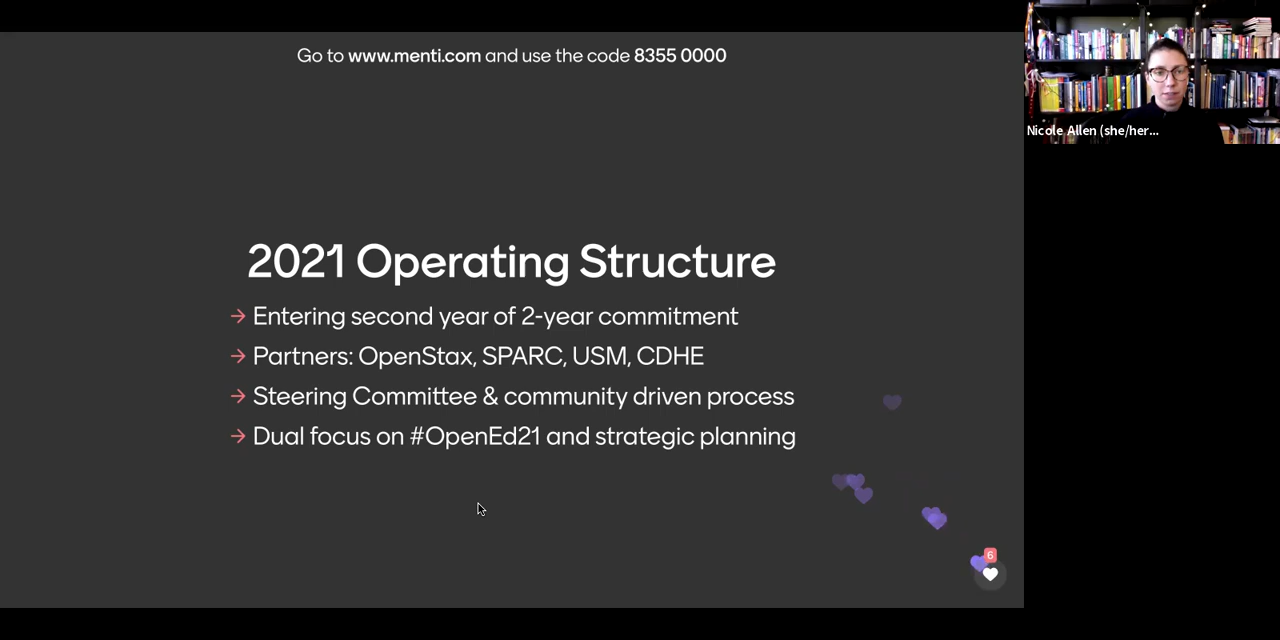 Go to www.menti.com and use the code 8355 0000
Nicole Allen (she/her...
2021 Operating Structure
→ Entering second year of 2-year commitment
→ Partners: OpenStax, SPARC, USM, CDHE
→ Steering Committee & community driven process
→ Dual focus on #OpenEd21 and strategic planning
6